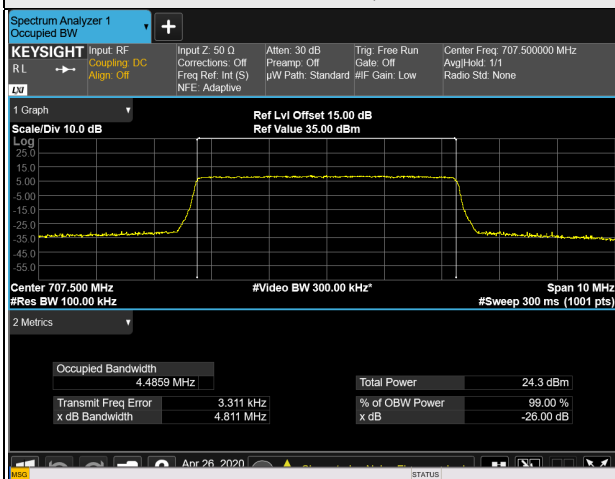 Spectrum Analyzer 1
Occupied BW
KEYSIGHT Input: RF
RL
Coupling: DC
Align: Off
LXI
Input Z: 50 Ω
Corrections: Off
Freq Ref: Int (S)
NFE: Adaptive
Atten: 30 dB
Preamp: Off
µW Path: Standard
Trig: Free Run
Gate: Off
#IF Gain: Low
Center Freq: 707.500000 MHz
Avg|Hold: 1/1
Radio Std: None
1 Graph
Scale/Div 10.0 dB
Ref Lvl Offset 15.00 dB
Ref Value 35.00 dBm
Log
25.0
15.0
5.00
-5.00
-15.0
-25.0
-35.0
-45.0
-55.0
Center 707.500 MHz
#Res BW 100.00 kHz
#Video BW 300.00 kHz*
Span 10 MHz
#Sweep 300 ms (1001 pts)
2 Metrics
Occupied Bandwidth
4.4859 MHz
Transmit Freq Error 3.311 kHz
x dB Bandwidth 4.811 MHz
Total Power 24.3 dBm
% of OBW Power 99.00 %
x dB -26.00 dB
Apr 26, 2020
MSG
STATUS